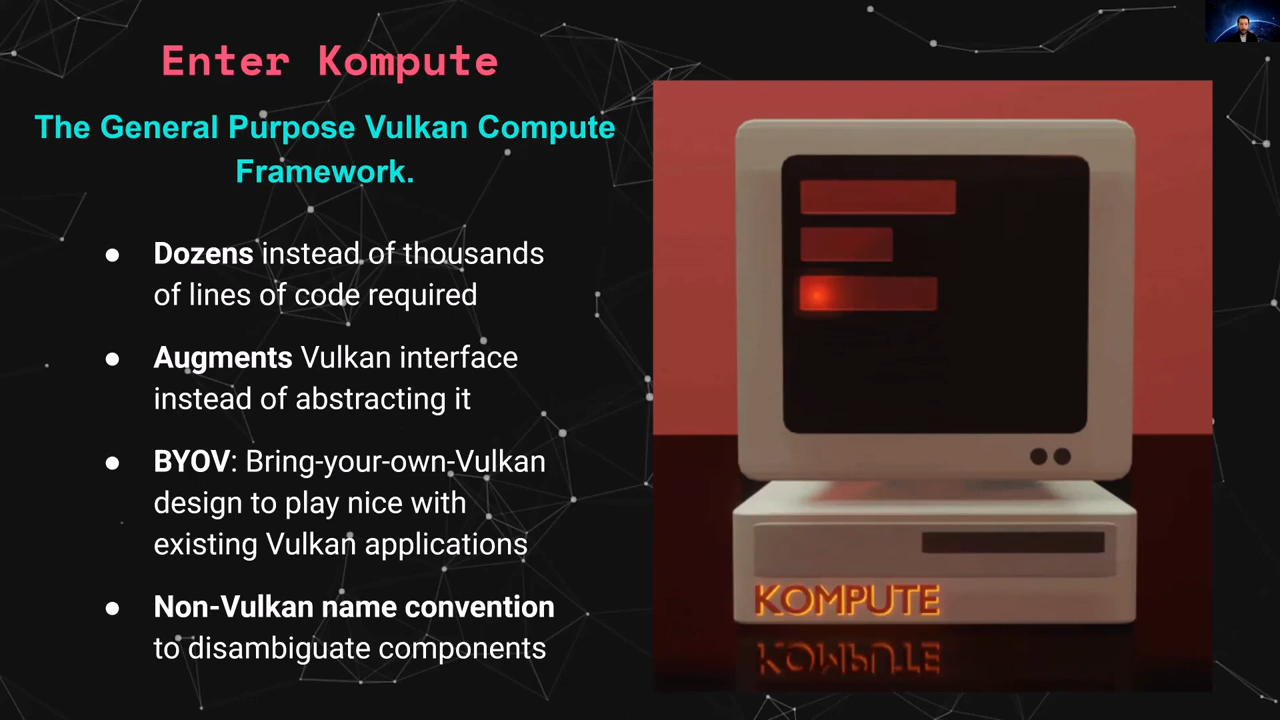 Enter Kompute
The General Purpose Vulkan Compute
Framework.
● Dozens instead of thousands
of lines of code required
● Augments Vulkan interface
instead of abstracting it
● BYOV: Bring-your-own-Vulkan
design to play nice with
existing Vulkan applications
● Non-Vulkan name convention
to disambiguate components
KOMPUTE